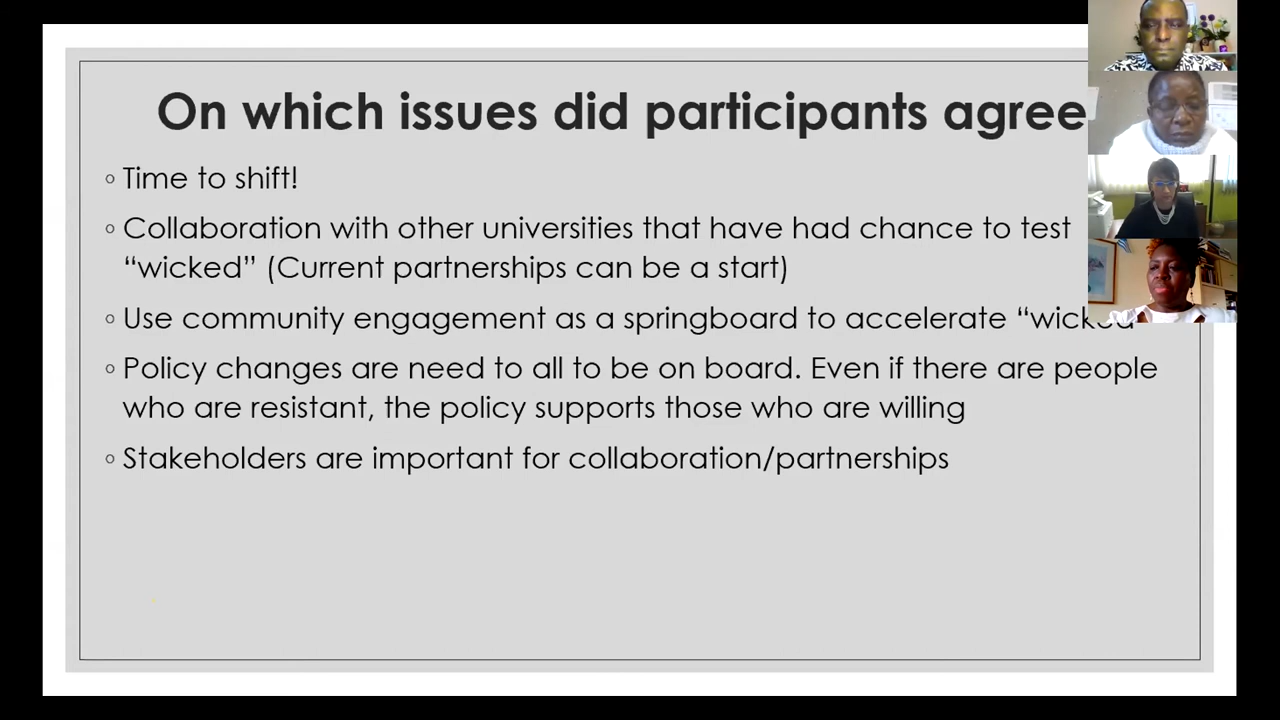 On which issues did participants agree
◦ Time to shift!
◦ Collaboration with other universities that have had chance to test
“wicked” (Current partnerships can be a start)
◦ Use community engagement as a springboard to accelerate “wicked”
◦ Policy changes are need to all to be on board. Even if there are people
who are resistant, the policy supports those who are willing
◦ Stakeholders are important for collaboration/partnerships